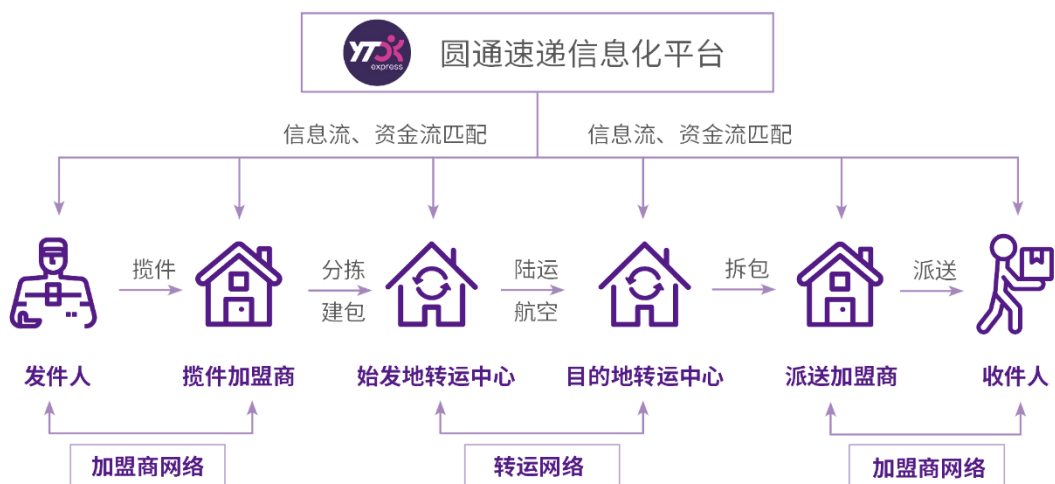 YTO
express
圆通速递信息化平台
信息流、资金流匹配
信息流、资金流匹配
揽件
分拣
建包
陆运
航空
拆包
派送
发件人
揽件加盟商
始发地转运中心
目的地转运中心
派送加盟商
收件人
加盟商网络
转运网络
加盟商网络